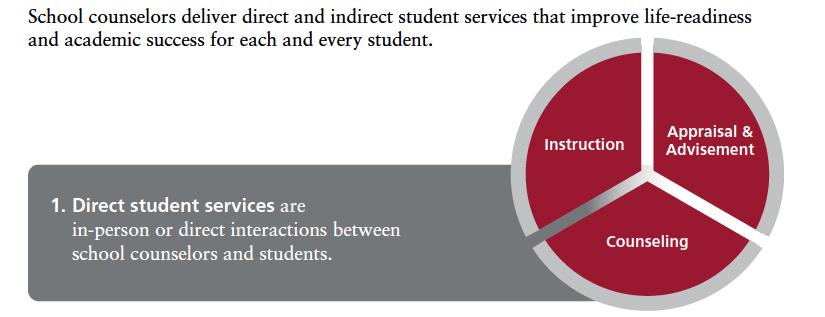 School counselors deliver direct and indirect student services that improve life-readiness
and academic success for each and every student.
Instruction
Appraisal &
Advisement
1. Direct student services are
in-person or direct interactions between
school counselors and students.
Counseling